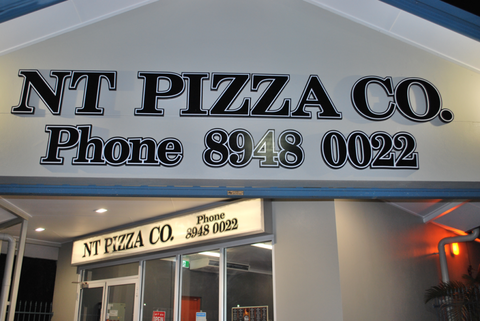 NT PIZZA CO.
Phone 8948 0022
NT PIZZA CO.
Phone
8948 0022